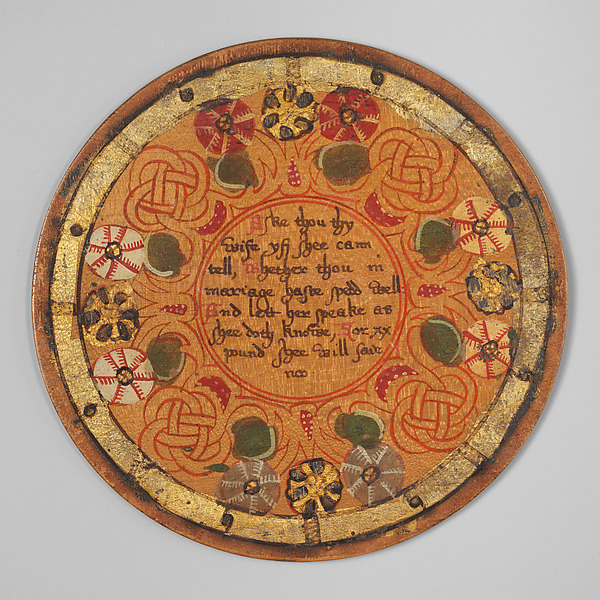 Aske thou thy
wife yf shee cann
tell, Whether thou in
marriage haste spedd well
And lett her speake as
shee doth knowe, For xx
pound shee will saie
noo